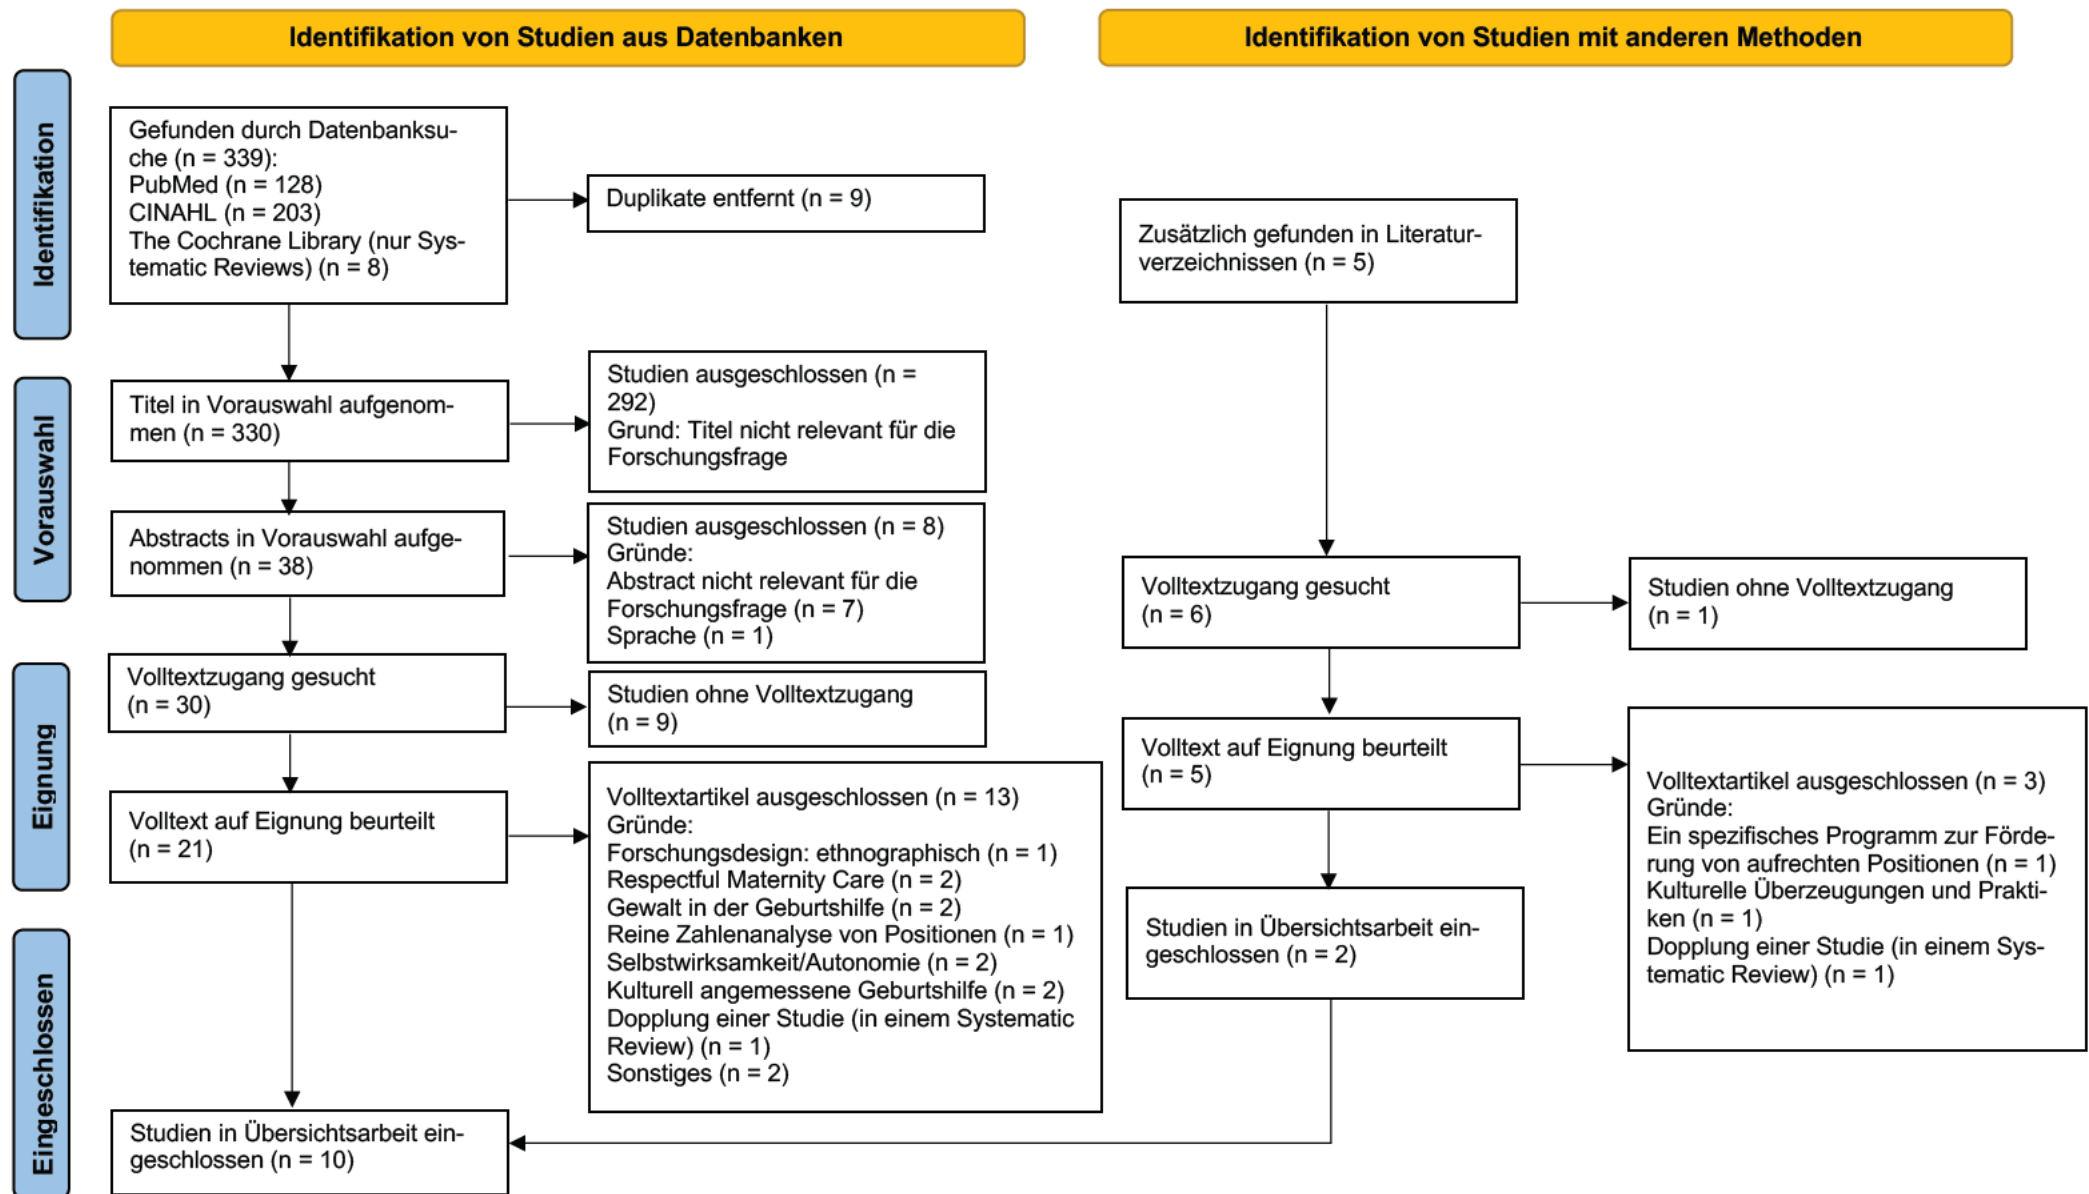 Identifikation von Studien aus Datenbanken
Identifikation von Studien mit anderen Methoden
Identifikation
Gefunden durch Datenbanksu-
che (n = 339):
PubMed (n = 128)
CINAHL (n = 203)
The Cochrane Library (nur Sys-
tematic Reviews) (n = 8)
Duplikate entfernt (n = 9)
Zusätzlich gefunden in Literatur-
verzeichnissen (n = 5)
Vorauswahl
Titel in Vorauswahl aufgenom-
men (n = 330)
Studien ausgeschlossen (n =
292)
Grund: Titel nicht relevant für die
Forschungsfrage
Abstracts in Vorauswahl aufge-
nommen (n = 38)
Studien ausgeschlossen (n = 8)
Gründe:
Abstract nicht relevant für die
Forschungsfrage (n = 7)
Sprache (n = 1)
Volltextzugang gesucht
(n = 6)
Studien ohne Volltextzugang
(n = 1)
Eignung
Volltextzugang gesucht
(n = 30)
Studien ohne Volltextzugang
(n = 9)
Volltext auf Eignung beurteilt
(n = 5)
Volltextartikel ausgeschlossen (n = 3)
Gründe:
Ein spezifisches Programm zur Förde-
rung von aufrechten Positionen (n = 1)
Kulturelle Überzeugungen und Prakti-
ken (n = 1)
Dopplung einer Studie (in einem Sys-
tematic Review) (n = 1)
Volltext auf Eignung beurteilt
(n = 21)
Volltextartikel ausgeschlossen (n = 13)
Gründe:
Forschungsdesign: ethnographisch (n = 1)
Respectful Maternity Care (n = 2)
Gewalt in der Geburtshilfe (n = 2)
Reine Zahlenanalyse von Positionen (n = 1)
Selbstwirksamkeit/Autonomie (n = 2)
Kulturell angemessene Geburtshilfe (n = 2)
Dopplung einer Studie (in einem Systematic
Review) (n = 1)
Sonstiges (n = 2)
Studien in Übersichtsarbeit ein-
geschlossen (n = 2)
Eingeschlossen
Studien in Übersichtsarbeit ein-
geschlossen (n = 10)